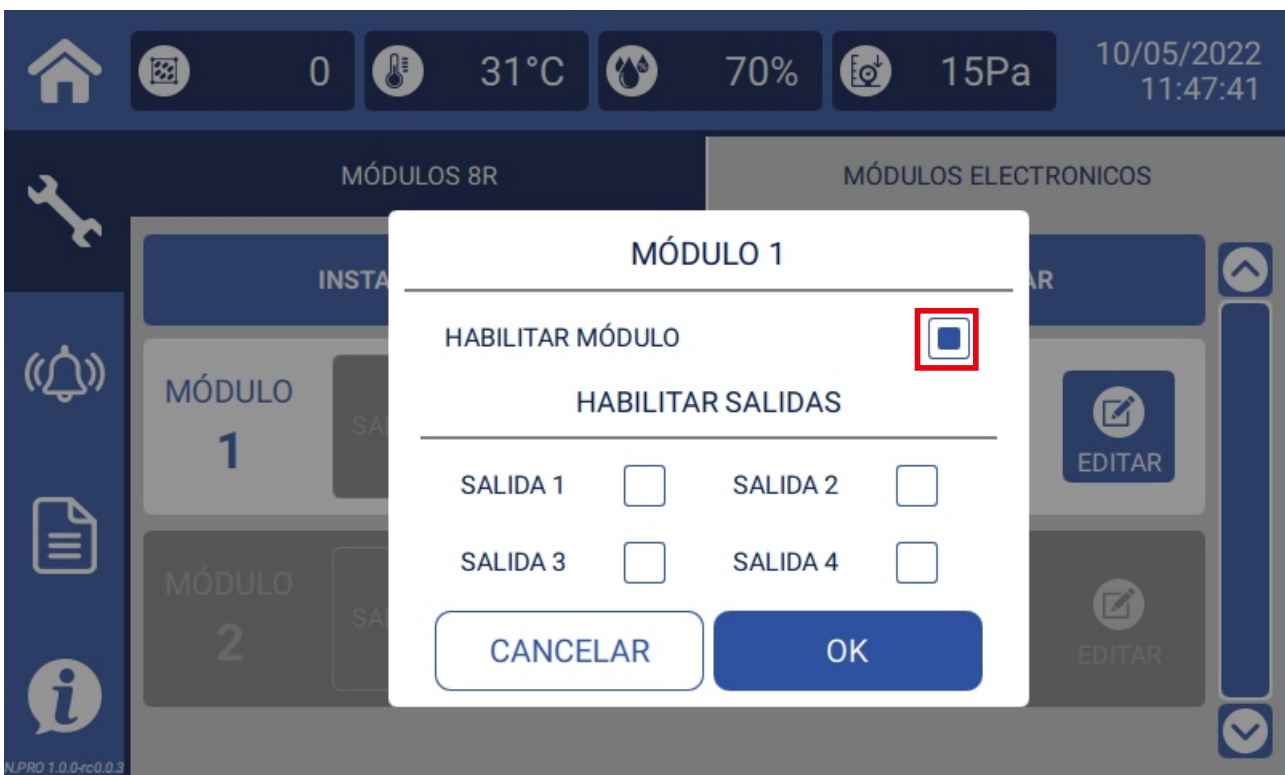 0 31°C 70% 15Pa 10/05/2022
11:47:41
MÓDULOS 8R MÓDULOS ELECTRONICOS
MÓDULO 1
HABILITAR MÓDULO
HABILITAR SALIDAS
SALIDA 1 SALIDA 2
SALIDA 3 SALIDA 4
CANCELAR OK
MÓDULO
1
EDITAR
MÓDULO
2
EDITAR
N.PRO 1.0.0-rc0.0.3